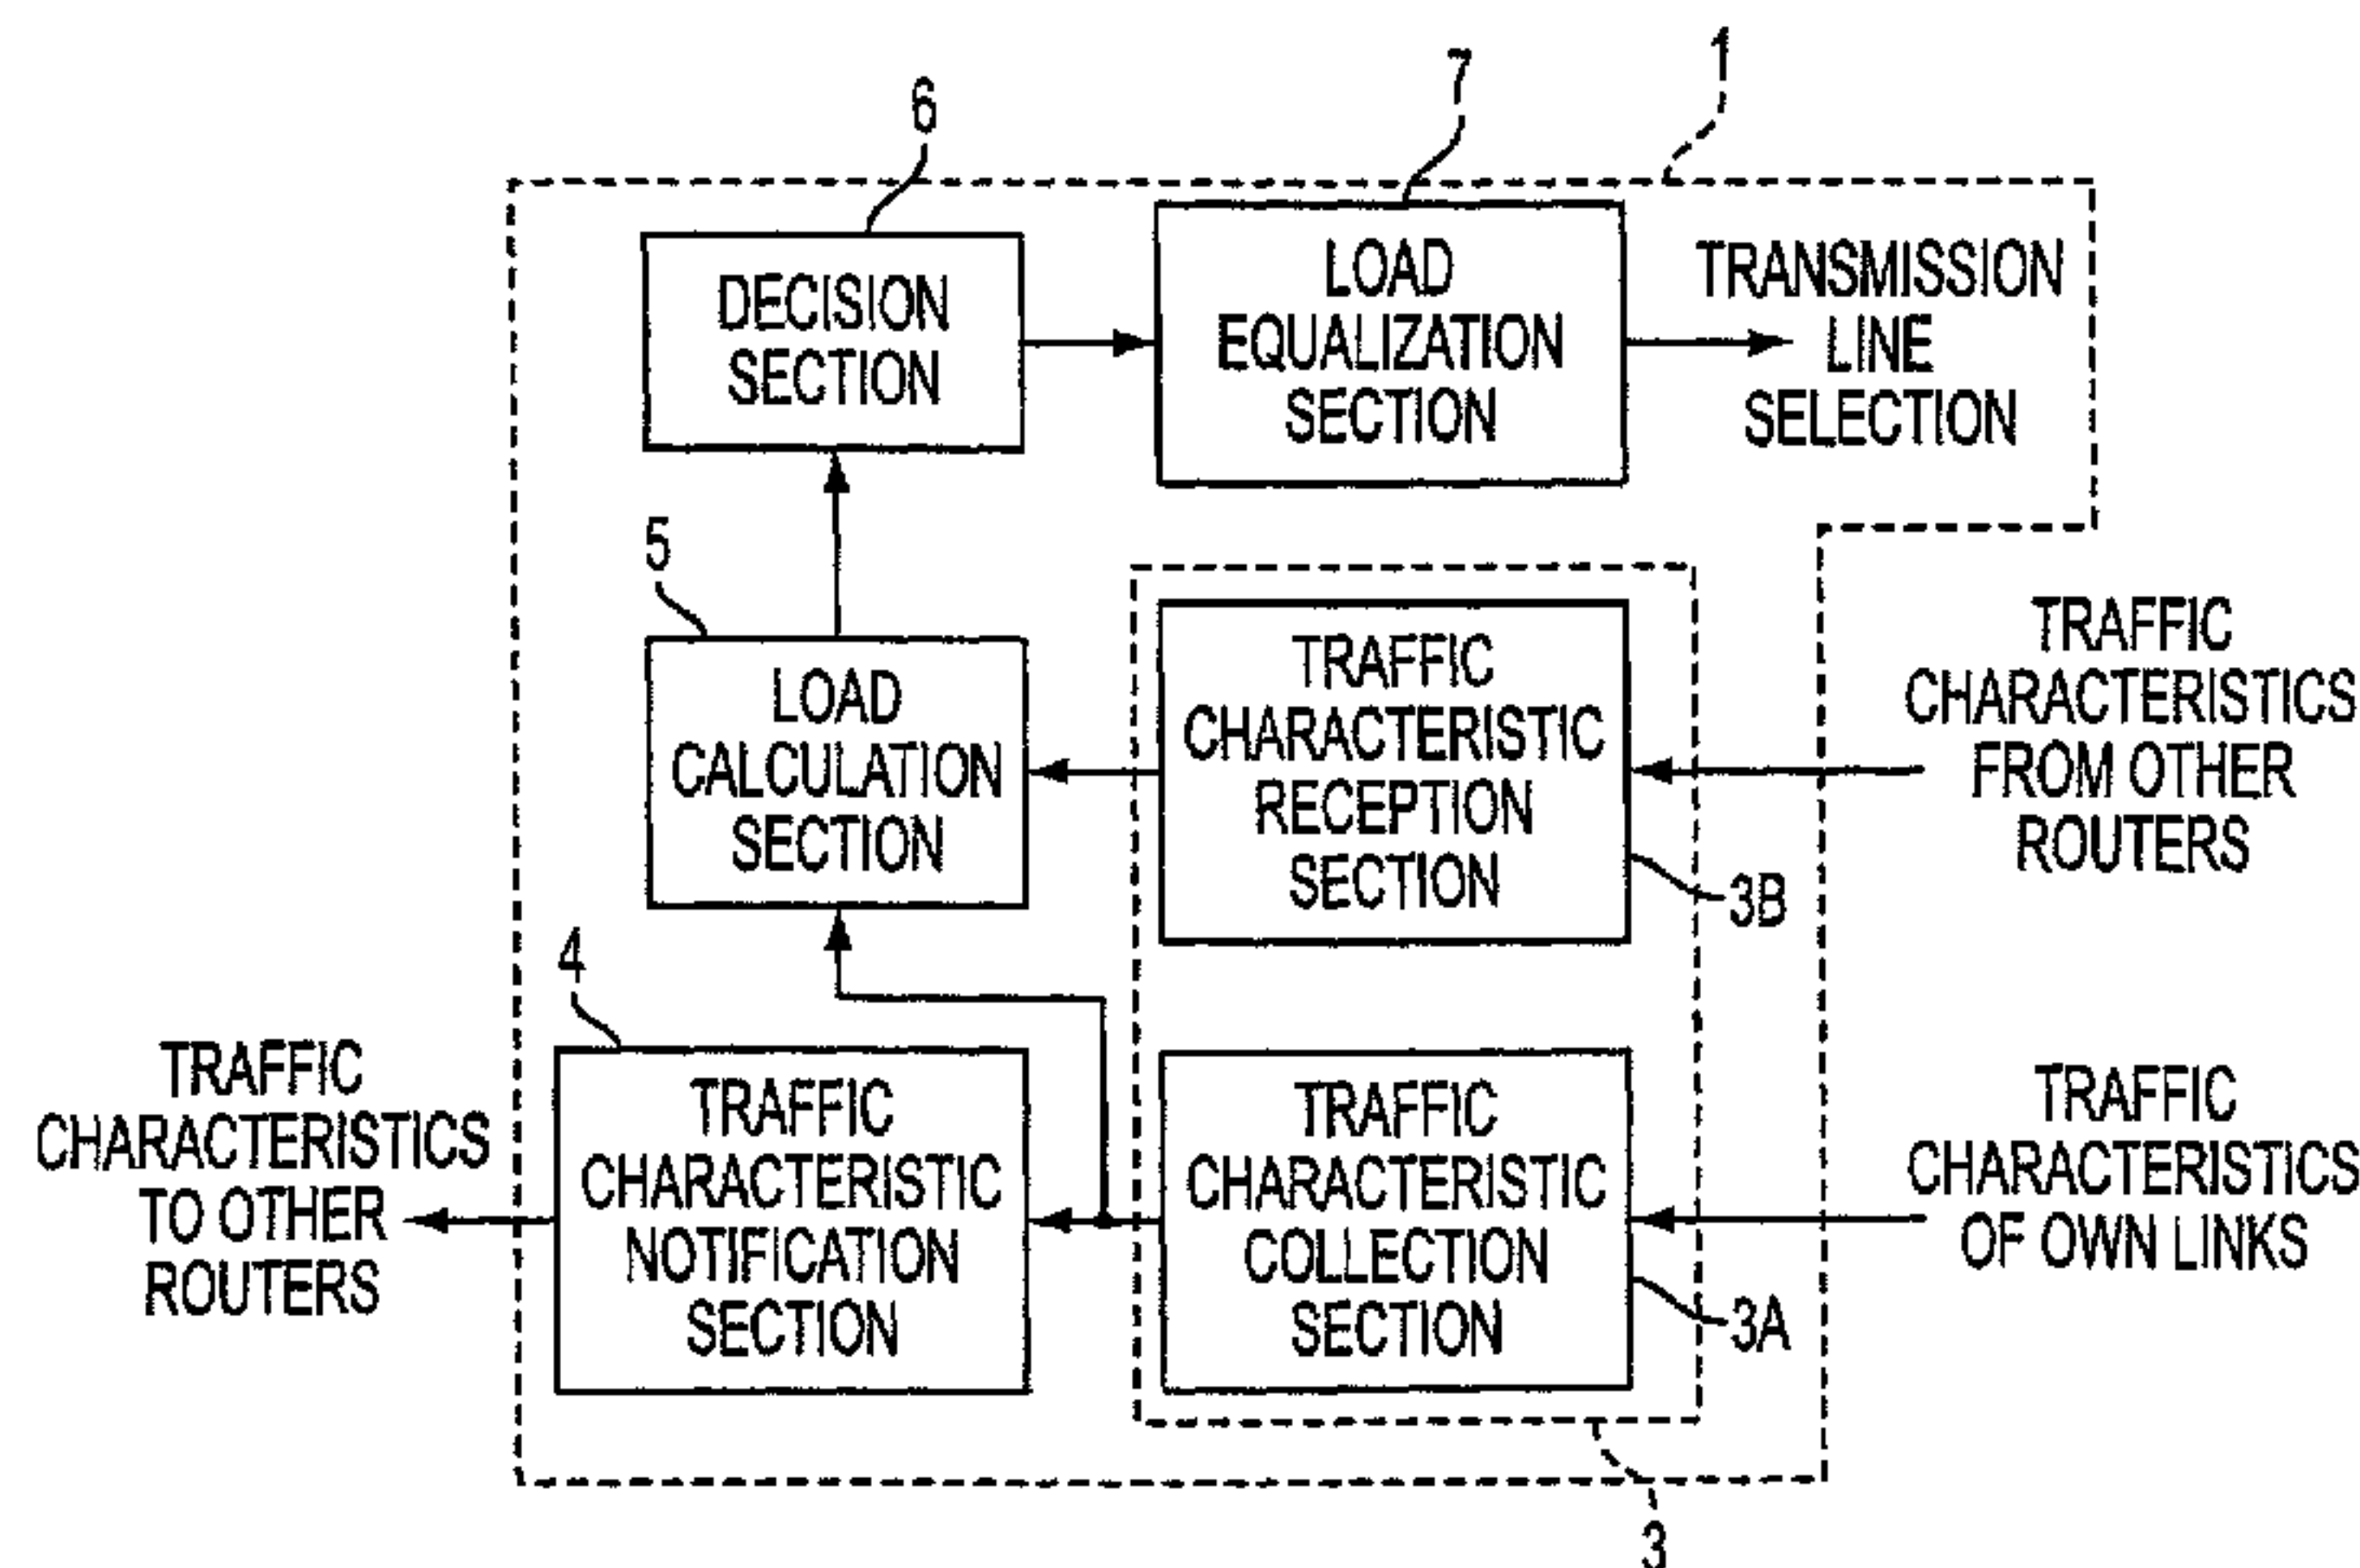 1
7
6
DECISION
SECTION
LOAD
EQUALIZATION
SECTION
TRANSMISSION
LINE
SELECTION
5
LOAD
CALCULATION
SECTION
TRAFFIC
CHARACTERISTIC
RECEPTION
SECTION
3B
TRAFFIC
CHARACTERISTICS
FROM OTHER
ROUTERS
4
TRAFFIC
CHARACTERISTICS
TO OTHER
ROUTERS
TRAFFIC
CHARACTERISTIC
NOTIFICATION
SECTION
TRAFFIC
CHARACTERISTIC
COLLECTION
SECTION
3A
TRAFFIC
CHARACTERISTICS
OF OWN LINKS
3